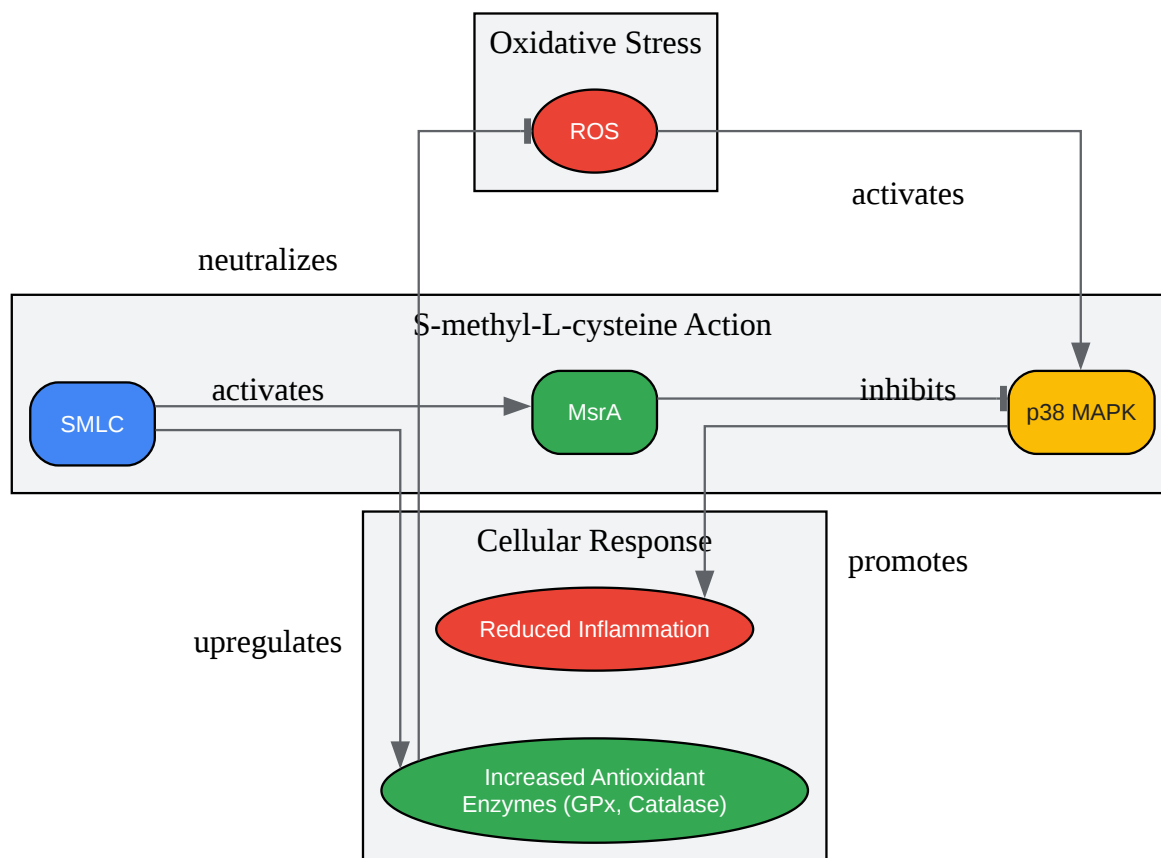 Oxidative Stress
ROS
activates
neutralizes
S-methyl-L-cysteine Action
activates
inhibits
SMLC
MsrA
p38 MAPK
Cellular Response
promotes
Reduced Inflammation
upregulates
Increased Antioxidant
Enzymes (GPx, Catalase)